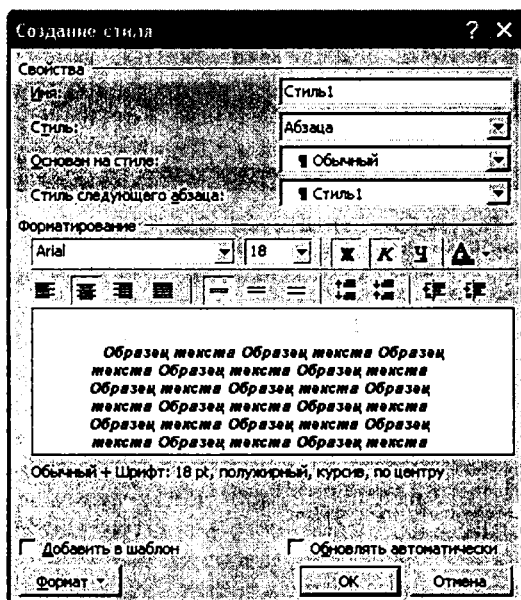 Создание стиля ? ×
Свойства
Имя: Стиль1
Стиль: Абзаца
Основан на стиле: ¶ Обычный
Стиль следующего абзаца: ¶ Стиль1
Форматирование
Arial 18 Ж К Ч A
Образец текста Образец текста Образец
текста Образец текста Образец текста
Образец текста Образец текста Образец
текста Образец текста Образец текста
Образец текста Образец текста Образец
текста Образец текста Образец текста
Обычный + Шрифт: 18 pt, полужирный, курсив, по центру
Добавить в шаблон Обновлять автоматически
Формат OK Отмена